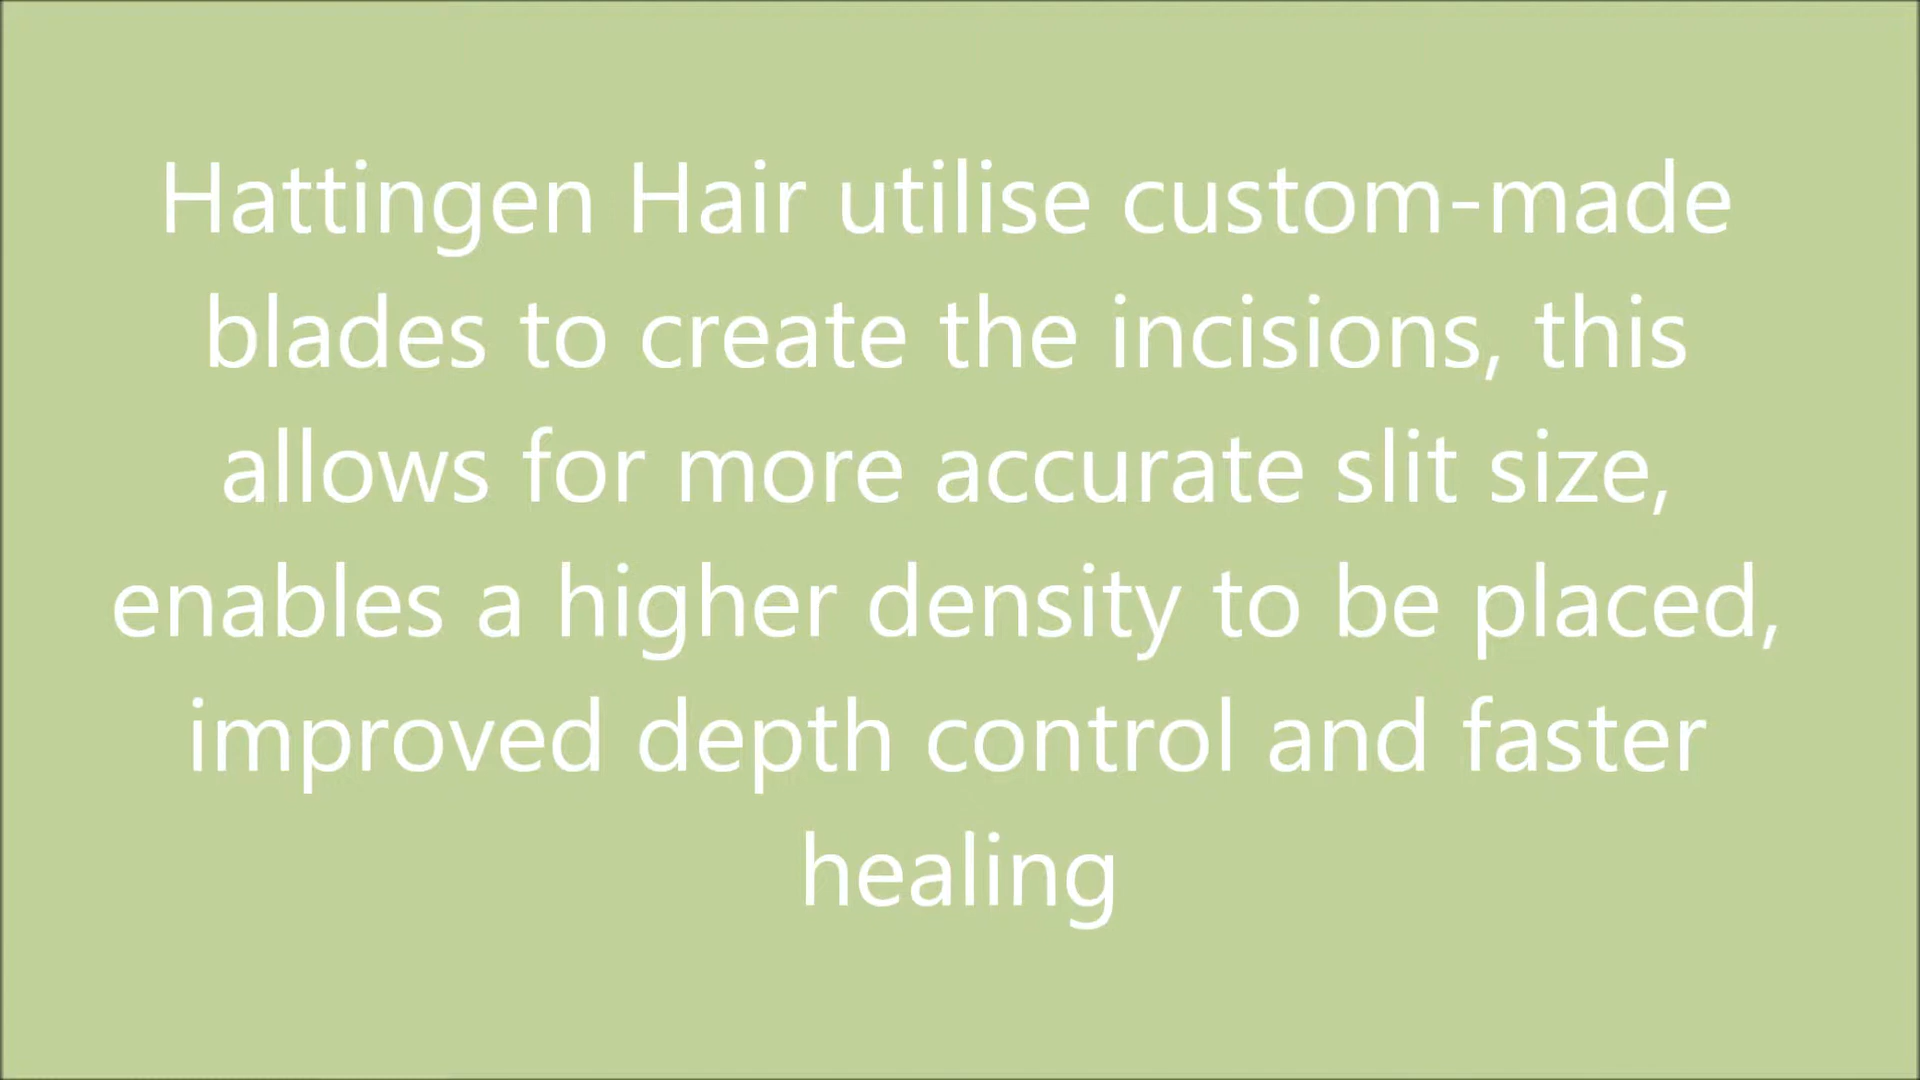 Hattingen Hair utilise custom-made
blades to create the incisions, this
allows for more accurate slit size,
enables a higher density to be placed,
improved depth control and faster
healing